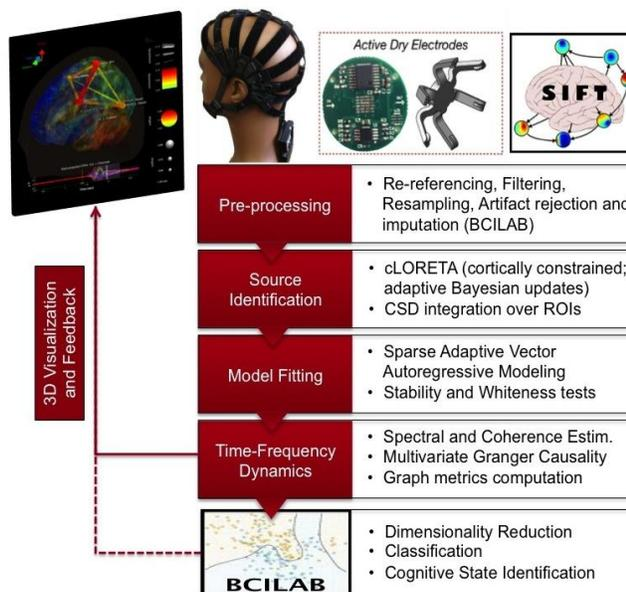 Active Dry Electrodes
SIFT
Pre-processing
• Re-referencing, Filtering,
Resampling, Artifact rejection and
imputation (BCILAB)
Source
Identification
• cLORETA (cortically constrained;
adaptive Bayesian updates)
• CSD integration over ROIs
3D Visualization
and Feedback
Model Fitting
• Sparse Adaptive Vector
Autoregressive Modeling
• Stability and Whiteness tests
Time-Frequency
Dynamics
• Spectral and Coherence Estim.
• Multivariate Granger Causality
• Graph metrics computation
BCILAB
• Dimensionality Reduction
• Classification
• Cognitive State Identification